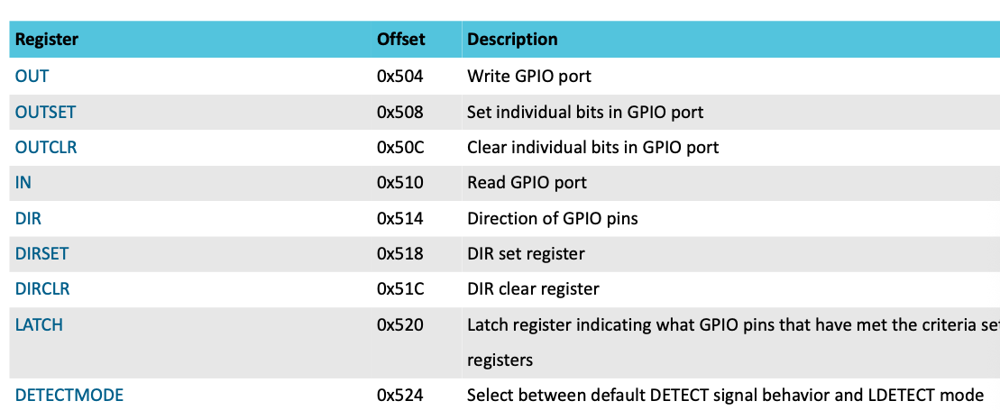 Register Offset Description
OUT 0x504 Write GPIO port
OUTSET 0x508 Set individual bits in GPIO port
OUTCLR 0x50C Clear individual bits in GPIO port
IN 0x510 Read GPIO port
DIR 0x514 Direction of GPIO pins
DIRSET 0x518 DIR set register
DIRCLR 0x51C DIR clear register
LATCH 0x520 Latch register indicating what GPIO pins that have met the criteria set
registers
DETECTMODE 0x524 Select between default DETECT signal behavior and LDETECT mode